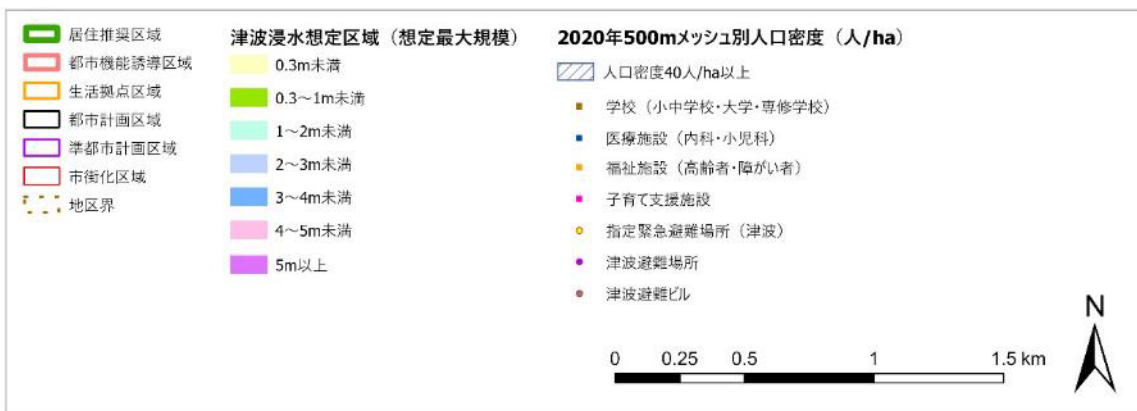 居住推奨区域
都市機能誘導区域
生活拠点区域
都市計画区域
準都市計画区域
市街化区域
地区界
津波浸水想定区域（想定最大規模）
0.3m未満
0.3～1m未満
1～2m未満
2～3m未満
3～4m未満
4～5m未満
5m以上
2020年500mメッシュ別人口密度（人/ha）
人口密度40人/ha以上
学校（小中学校・大学・専修学校）
医療施設（内科・小児科）
福祉施設（高齢者・障がい者）
子育て支援施設
指定緊急避難場所（津波）
津波避難場所
津波避難ビル
N
0 0.25 0.5 1 1.5 km